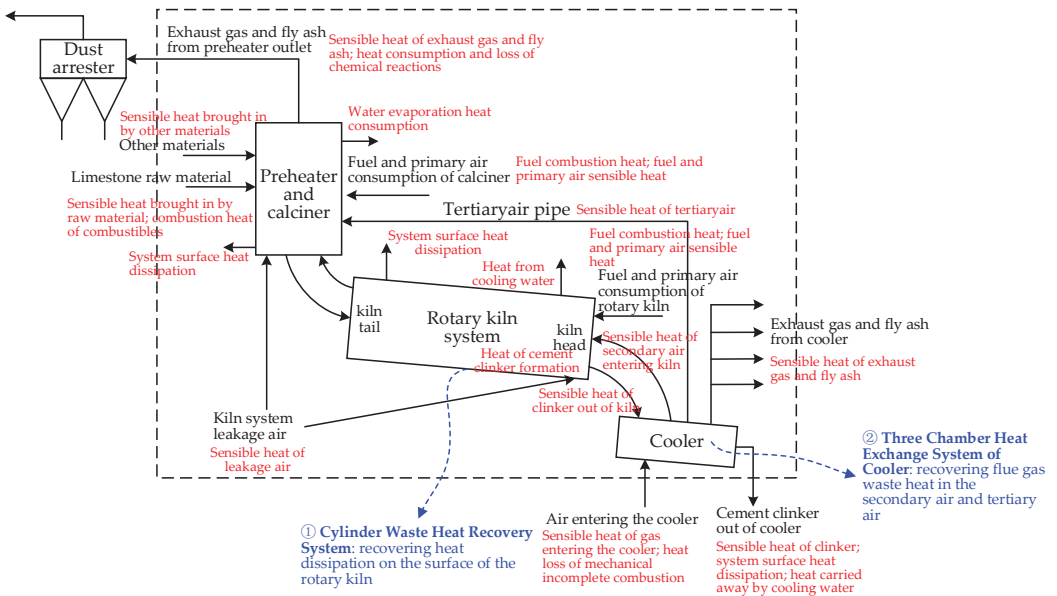 Dust
arrester
Exhaust gas and fly ash
from preheater outlet
Sensible heat of exhaust gas and fly
ash; heat consumption and loss of
chemical reactions
Sensible heat brought in
by other materials
Other materials
Water evaporation heat
consumption
Limestone raw material
Preheater
and
calciner
Fuel and primary air
consumption of calciner
Fuel combustion heat; fuel and
primary air sensible heat
Sensible heat brought in by
raw material; combustion heat
of combustibles
Tertiaryair pipe
Sensible heat of tertiaryair
System surface heat
dissipation
System surface heat
dissipation
Fuel combustion heat; fuel
and primary air sensible
heat
Heat from
cooling water
Fuel and primary air
consumption of
rotary kiln
kiln
tail
Rotary kiln
system
kiln
head
Heat of cement
clinker formation
Sensible heat of
secondary air
entering kiln
Exhaust gas and fly ash
from cooler
Sensible heat of exhaust
gas and fly ash
Sensible heat of
clinker out of kiln
Kiln system
leakage air
Sensible heat of
leakage air
Cooler
② Three Chamber Heat
Exchange System of
Cooler: recovering flue gas
waste heat in the
secondary air and tertiary
air
① Cylinder Waste Heat Recovery
System: recovering heat
dissipation on the surface of the
rotary kiln
Air entering the cooler
Sensible heat of gas
entering the cooler; heat
loss of mechanical
incomplete combustion
Cement clinker
out of cooler
Sensible heat of clinker;
system surface heat
dissipation; heat carried
away by cooling water